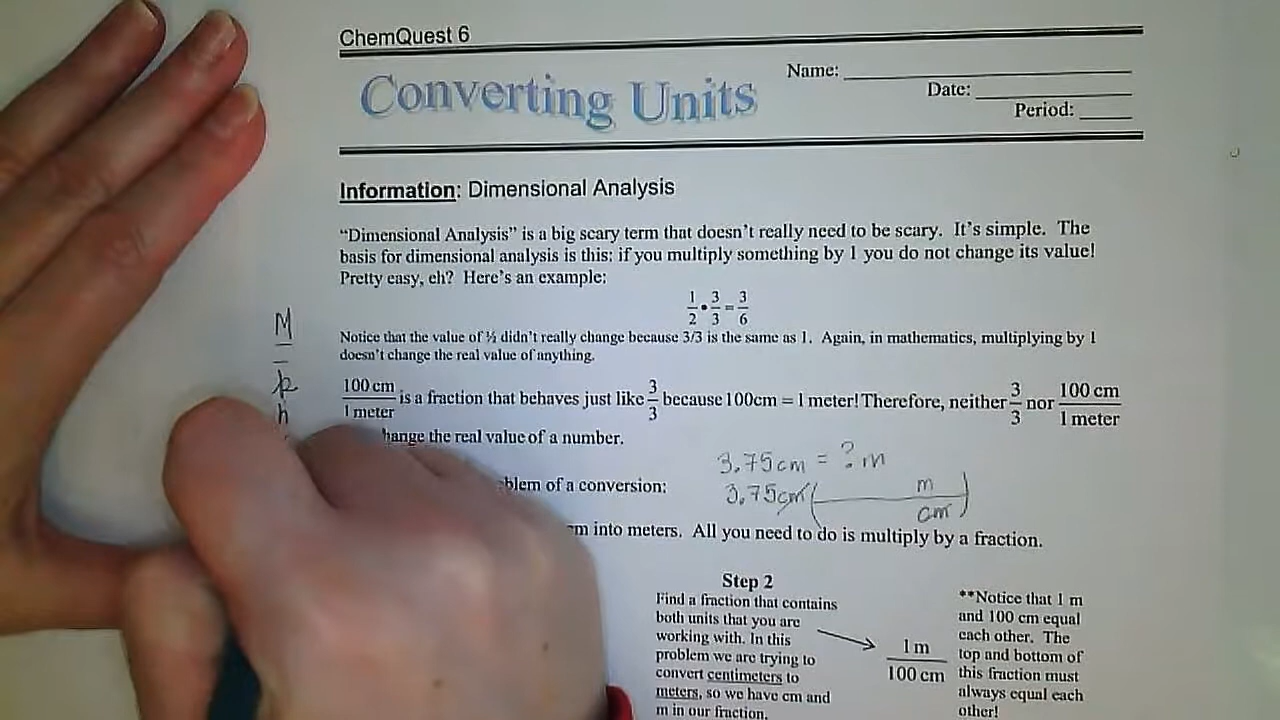 ChemQuest 6
Converting Units
Name:
Date:
Period:
Information: Dimensional Analysis
“Dimensional Analysis” is a big scary term that doesn’t really need to be scary. It’s simple. The
basis for dimensional analysis is this: if you multiply something by 1 you do not change its value!
Pretty easy, eh? Here’s an example:
1/2 • 3/3 = 3/6
Notice that the value of ½ didn’t really change because 3/3 is the same as 1. Again, in mathematics, multiplying by 1
doesn’t change the real value of anything.
100 cm/1 meter is a fraction that behaves just like 3/3 because 100cm = 1 meter! Therefore, neither 3/3 nor 100 cm/1 meter
hange the real value of a number.
M
k
h
3.75cm = ? m
3.75cm( m/cm )
blem of a conversion:
m into meters. All you need to do is multiply by a fraction.
Step 2
Find a fraction that contains
both units that you are
working with. In this
problem we are trying to
convert centimeters to
meters, so we have cm and
m in our fraction.
1 m
100 cm
**Notice that 1 m
and 100 cm equal
each other. The
top and bottom of
this fraction must
always equal each
other!